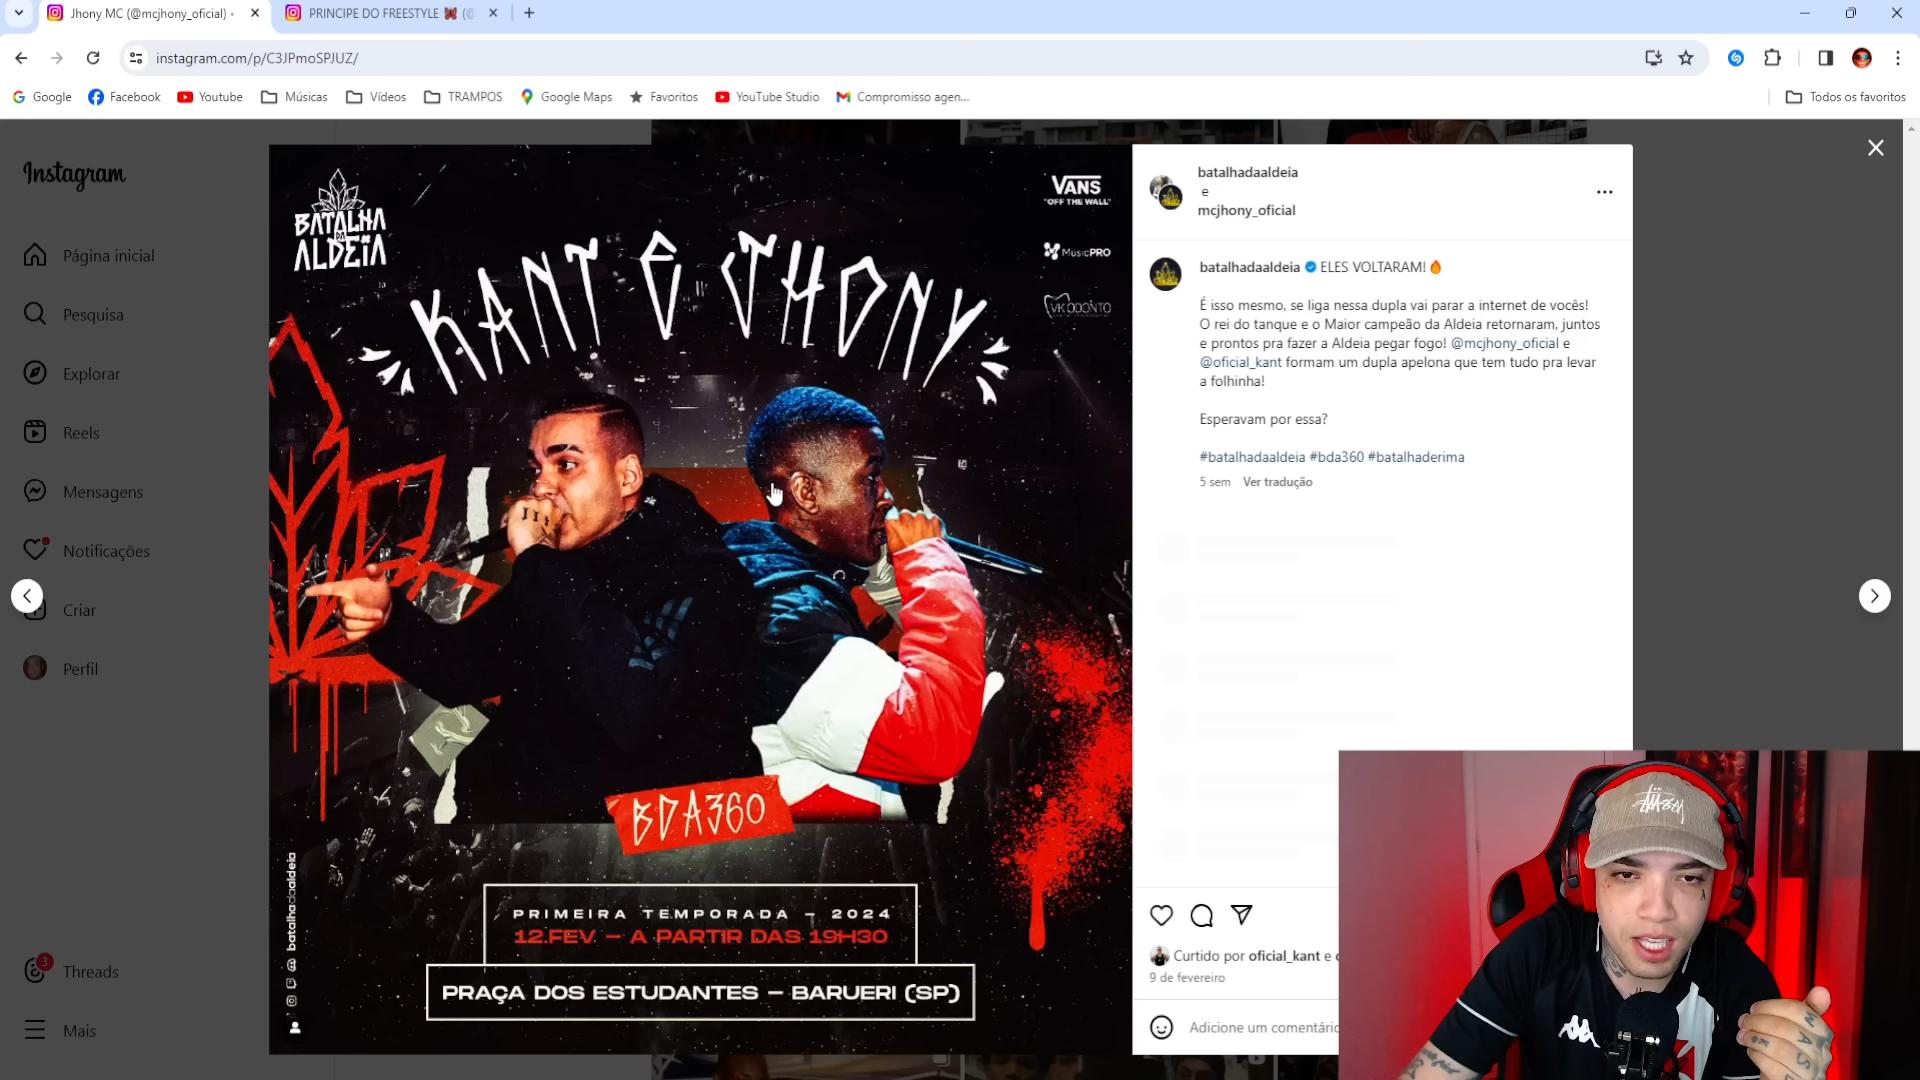 Jhony MC (@mcjhony_oficial) •
PRINCIPE DO FREESTYLE
instagram.com/p/C3JPmoSPJUZ/
Google
Facebook
Youtube
Músicas
Vídeos
TRAMPOS
Google Maps
Favoritos
YouTube Studio
Compromisso agen...
Todos os favoritos
Instagram
Página inicial
Pesquisa
Explorar
Reels
Mensagens
Notificações
Criar
Perfil
3
Threads
Mais
BATALHA
DA
ALDEÏA
VANS
"OFF THE WALL"
MusicPRO
VK ODONTO
KANT E JHONY
BDA360
PRIMEIRA TEMPORADA – 2024
12.FEV – A PARTIR DAS 19H30
PRAÇA DOS ESTUDANTES – BARUERI (SP)
batalhadaaldeia
batalhadaaldeia
e
mcjhony_oficial
batalhadaaldeia ELES VOLTARAM!🔥
É isso mesmo, se liga nessa dupla vai parar a internet de vocês!
O rei do tanque e o Maior campeão da Aldeia retornaram, juntos
e prontos pra fazer a Aldeia pegar fogo! @mcjhony_oficial e
@oficial_kant formam um dupla apelona que tem tudo pra levar
a folhinha!
Esperavam por essa?
#batalhadaaldeia #bda360 #batalhaderima
5 sem Ver tradução
Curtido por oficial_kant e
9 de fevereiro
Adicione um comentário